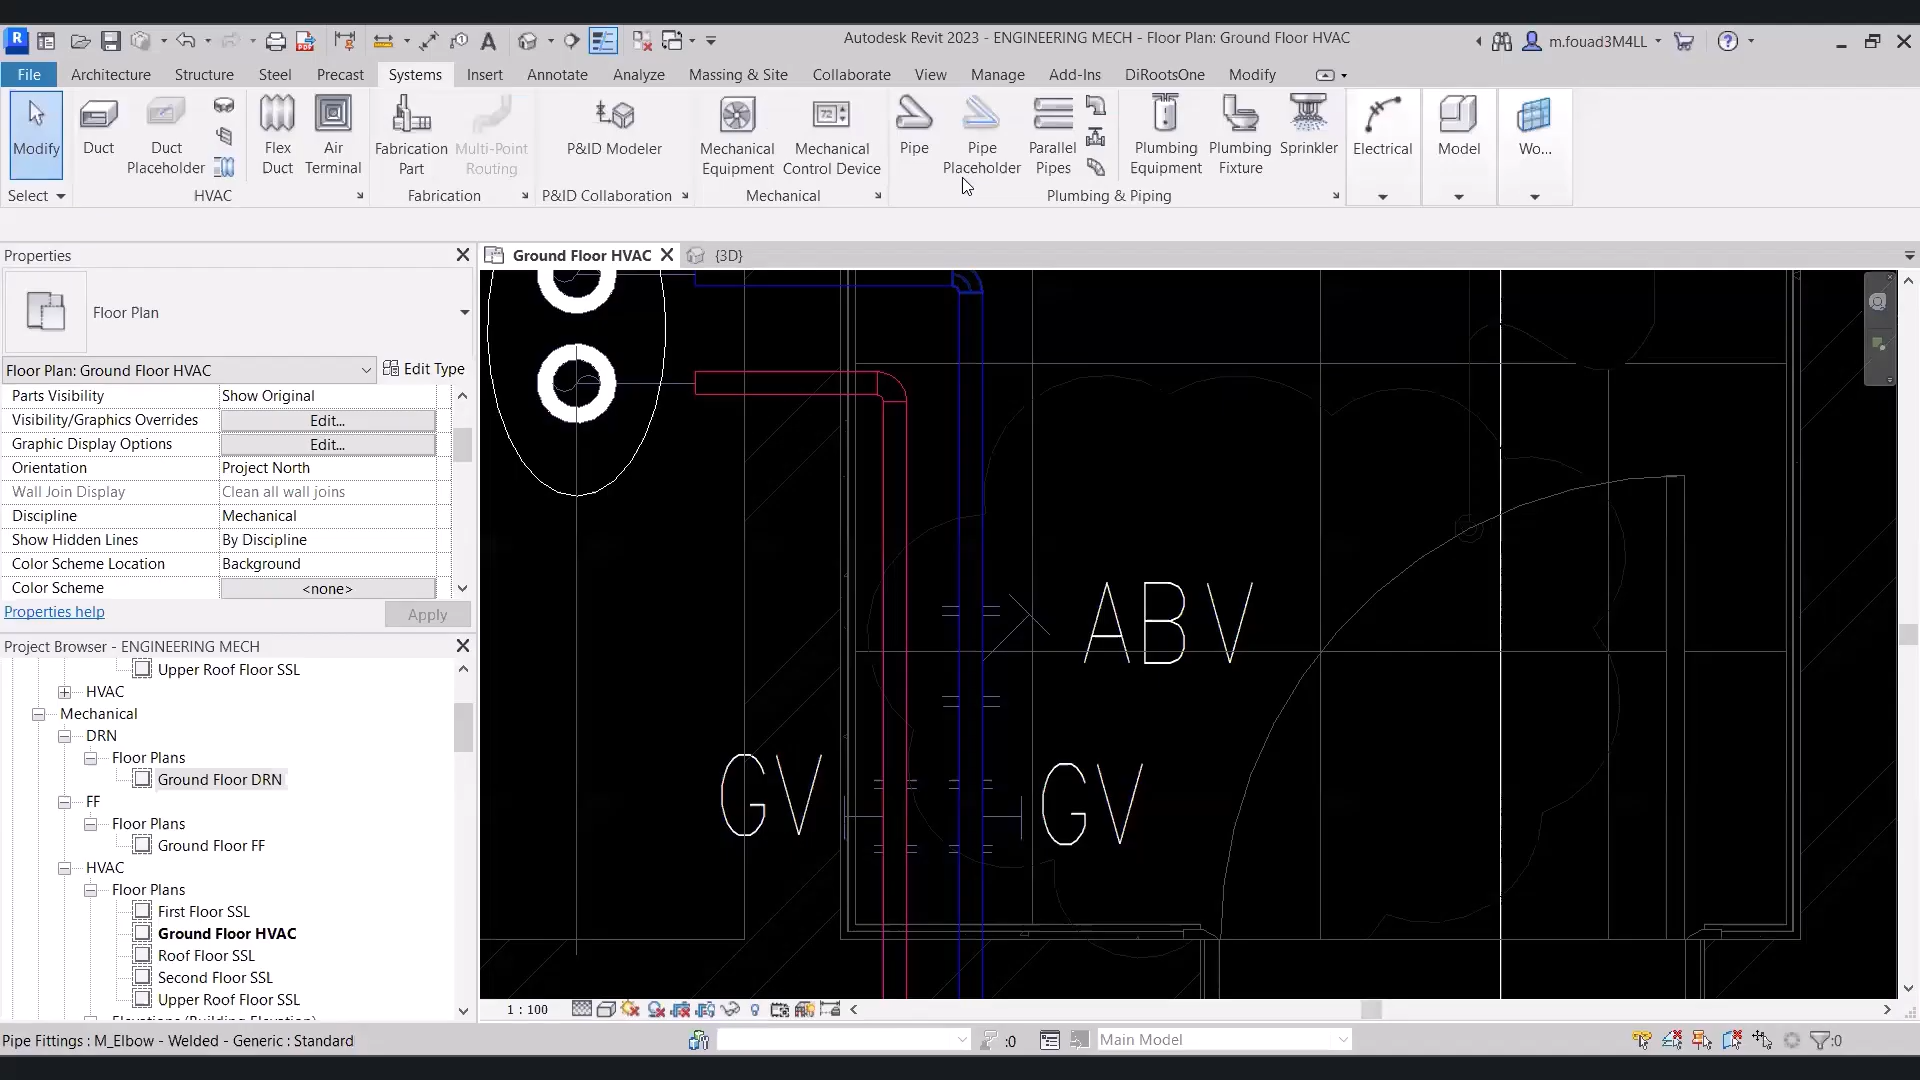 Autodesk Revit 2023 - ENGINEERING MECH - Floor Plan: Ground Floor HVAC
m.fouad3M4LL
File Architecture Structure Steel Precast Systems Insert Annotate Analyze Massing & Site Collaborate View Manage Add-Ins DiRootsOne Modify
Modify
Duct
Duct Placeholder
Flex Duct
Air Terminal
Fabrication Part
Multi-Point Routing
P&ID Modeler
Mechanical Equipment
Mechanical Control Device
Pipe
Pipe Placeholder
Parallel Pipes
Plumbing Equipment
Plumbing Fixture
Sprinkler
Electrical
Model
Wo...
Select HVAC Fabrication P&ID Collaboration Mechanical Plumbing & Piping
Properties
Ground Floor HVAC
{3D}
Floor Plan
Floor Plan: Ground Floor HVAC
Edit Type
Parts Visibility Show Original
Visibility/Graphics Overrides Edit...
Graphic Display Options Edit...
Orientation Project North
Wall Join Display Clean all wall joins
Discipline Mechanical
Show Hidden Lines By Discipline
Color Scheme Location Background
Color Scheme <none>
Properties help
Apply
Project Browser - ENGINEERING MECH
Upper Roof Floor SSL
HVAC
Mechanical
DRN
Floor Plans
Ground Floor DRN
FF
Floor Plans
Ground Floor FF
HVAC
Floor Plans
First Floor SSL
Ground Floor HVAC
Roof Floor SSL
Second Floor SSL
Upper Roof Floor SSL
ABV
GV
GV
1 : 100
Pipe Fittings : M_Elbow - Welded - Generic : Standard
:0
Main Model
:0